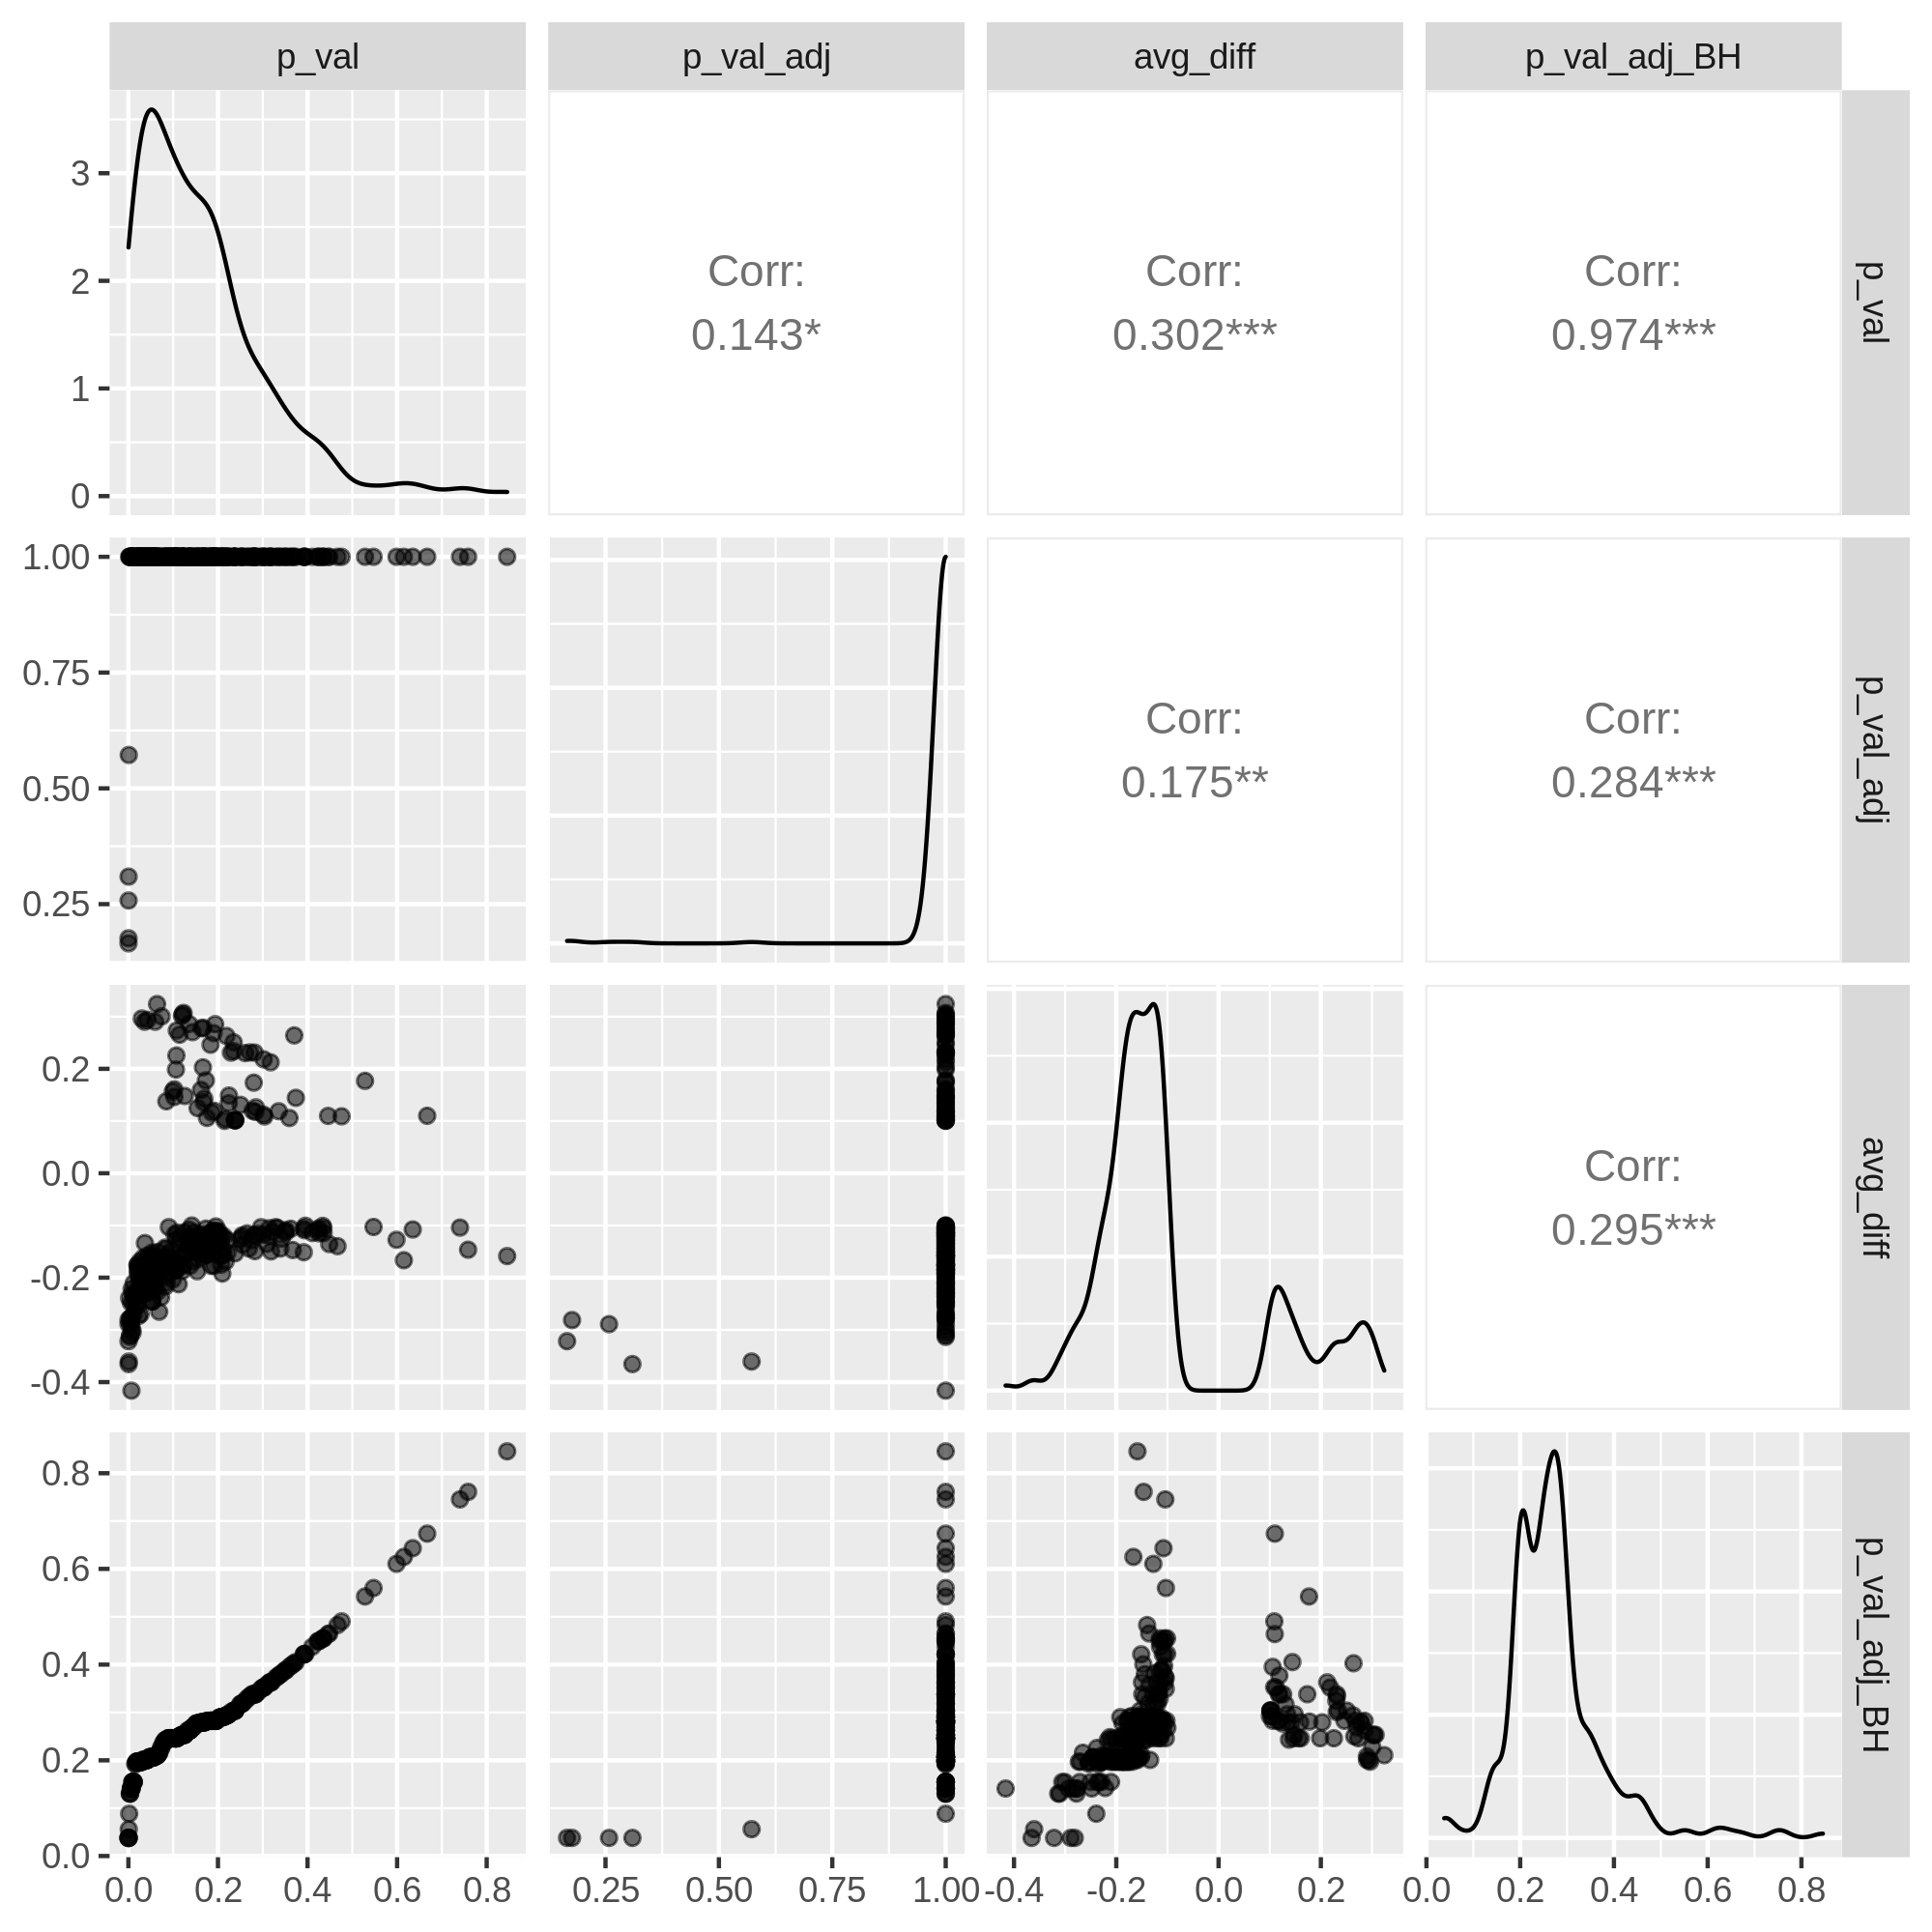 p_val
p_val_adj
avg_diff
p_val_adj_BH
3
2
1
0
Corr:
0.143*
Corr:
0.302***
Corr:
0.974***
p_val
1.00
0.75
0.50
0.25
Corr:
0.175**
Corr:
0.284***
p_val_adj
0.2
0.0
-0.2
-0.4
Corr:
0.295***
avg_diff
0.8
0.6
0.4
0.2
0.0
p_val_adj_BH
0.0 0.2 0.4 0.6 0.8
0.25 0.50 0.75 1.00
-0.4 -0.2 0.0 0.2
0.0 0.2 0.4 0.6 0.8